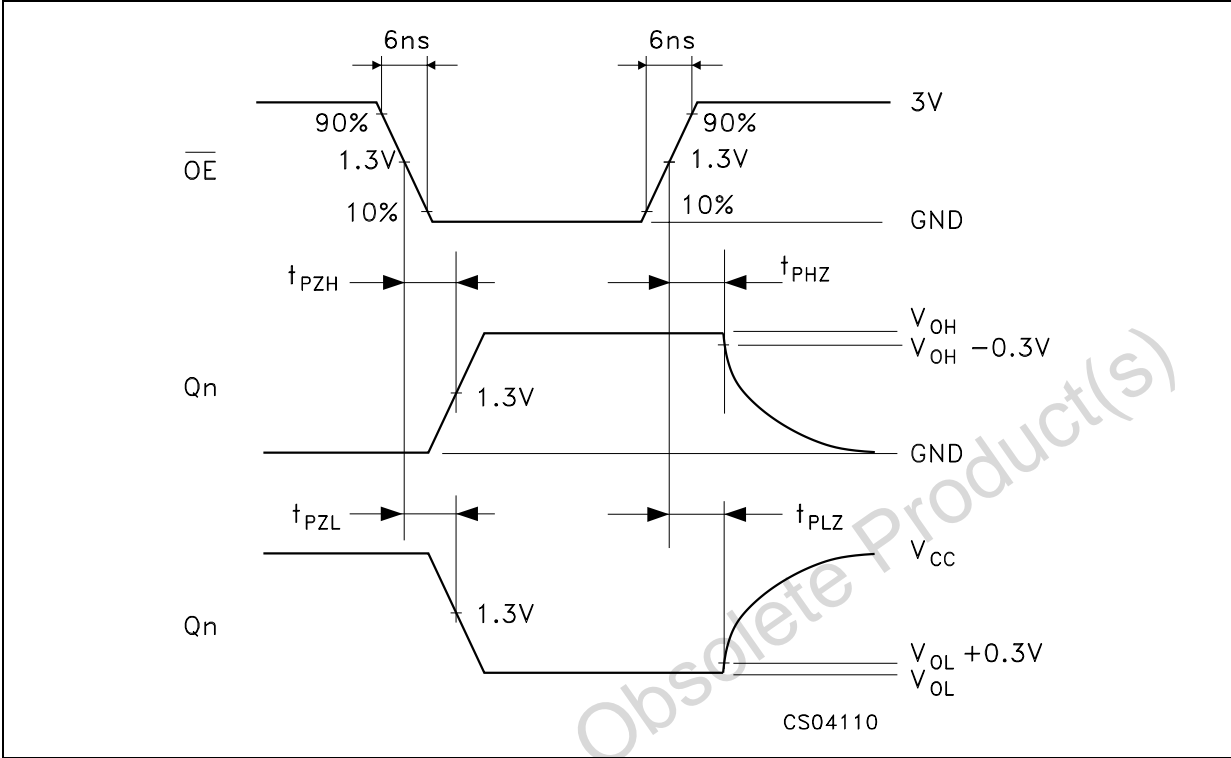 6ns 6ns
3V
90% 90%
OE 1.3V 1.3V
10% 10%
GND
tPZH tPHZ
VOH
VOH −0.3V
Qn 1.3V
GND
tPZL tPLZ
VCC
Qn 1.3V
VOL +0.3V
VOL
CS04110
Obsolete Product(s)